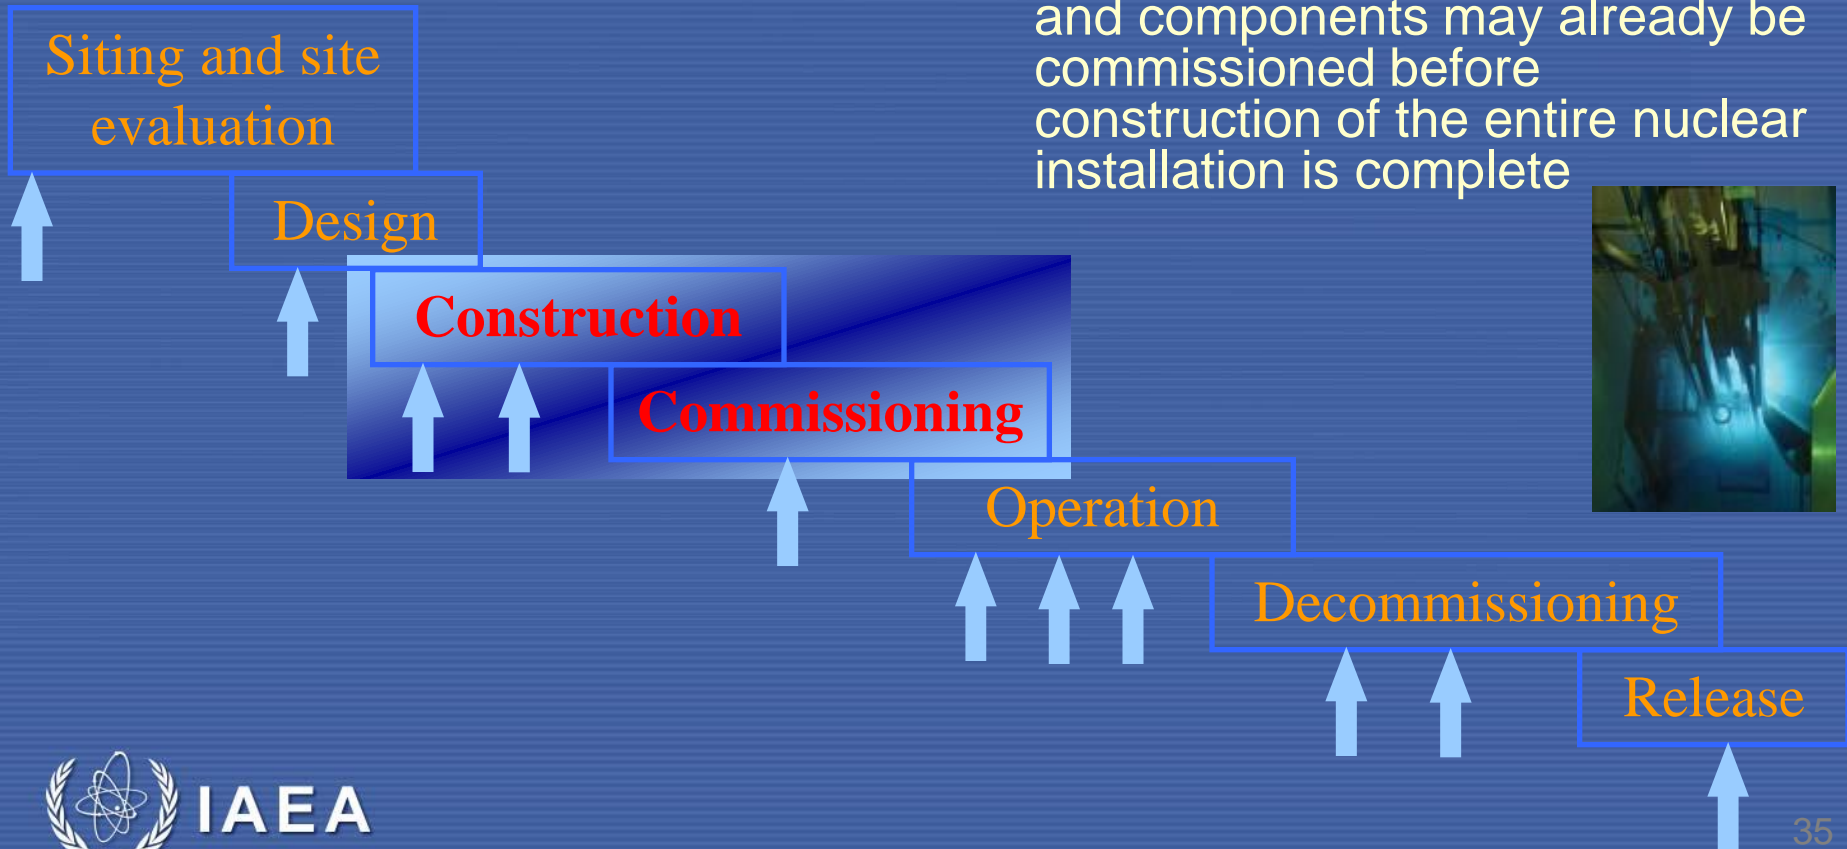 and components may already be
commissioned before
construction of the entire nuclear
installation is complete
Siting and site
evaluation
Design
Construction
Commissioning
Operation
Decommissioning
Release
IAEA
35